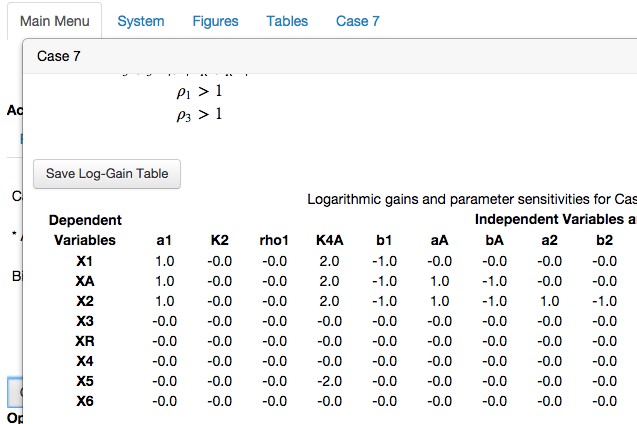 Main Menu System Figures Tables Case 7
Case 7
ρ1 > 1
Ac
ρ3 > 1
Save Log-Gain Table
C
Logarithmic gains and parameter sensitivities for Cas
Dependent Independent Variables a
* Variables a1 K2 rho1 K4A b1 aA bA a2 b2
X1 1.0 -0.0 -0.0 2.0 -1.0 -0.0 -0.0 -0.0 -0.0
Bi XA 1.0 -0.0 -0.0 2.0 -1.0 1.0 -1.0 -0.0 -0.0
X2 1.0 -0.0 -0.0 2.0 -1.0 1.0 -1.0 1.0 -1.0
X3 -0.0 -0.0 -0.0 -0.0 -0.0 -0.0 -0.0 -0.0 -0.0
XR -0.0 -0.0 -0.0 -0.0 -0.0 -0.0 -0.0 -0.0 -0.0
X4 -0.0 -0.0 -0.0 -0.0 -0.0 -0.0 -0.0 -0.0 -0.0
X5 -0.0 -0.0 -0.0 -2.0 -0.0 -0.0 -0.0 -0.0 -0.0
X6 -0.0 -0.0 -0.0 -0.0 -0.0 -0.0 -0.0 -0.0 -0.0
Op